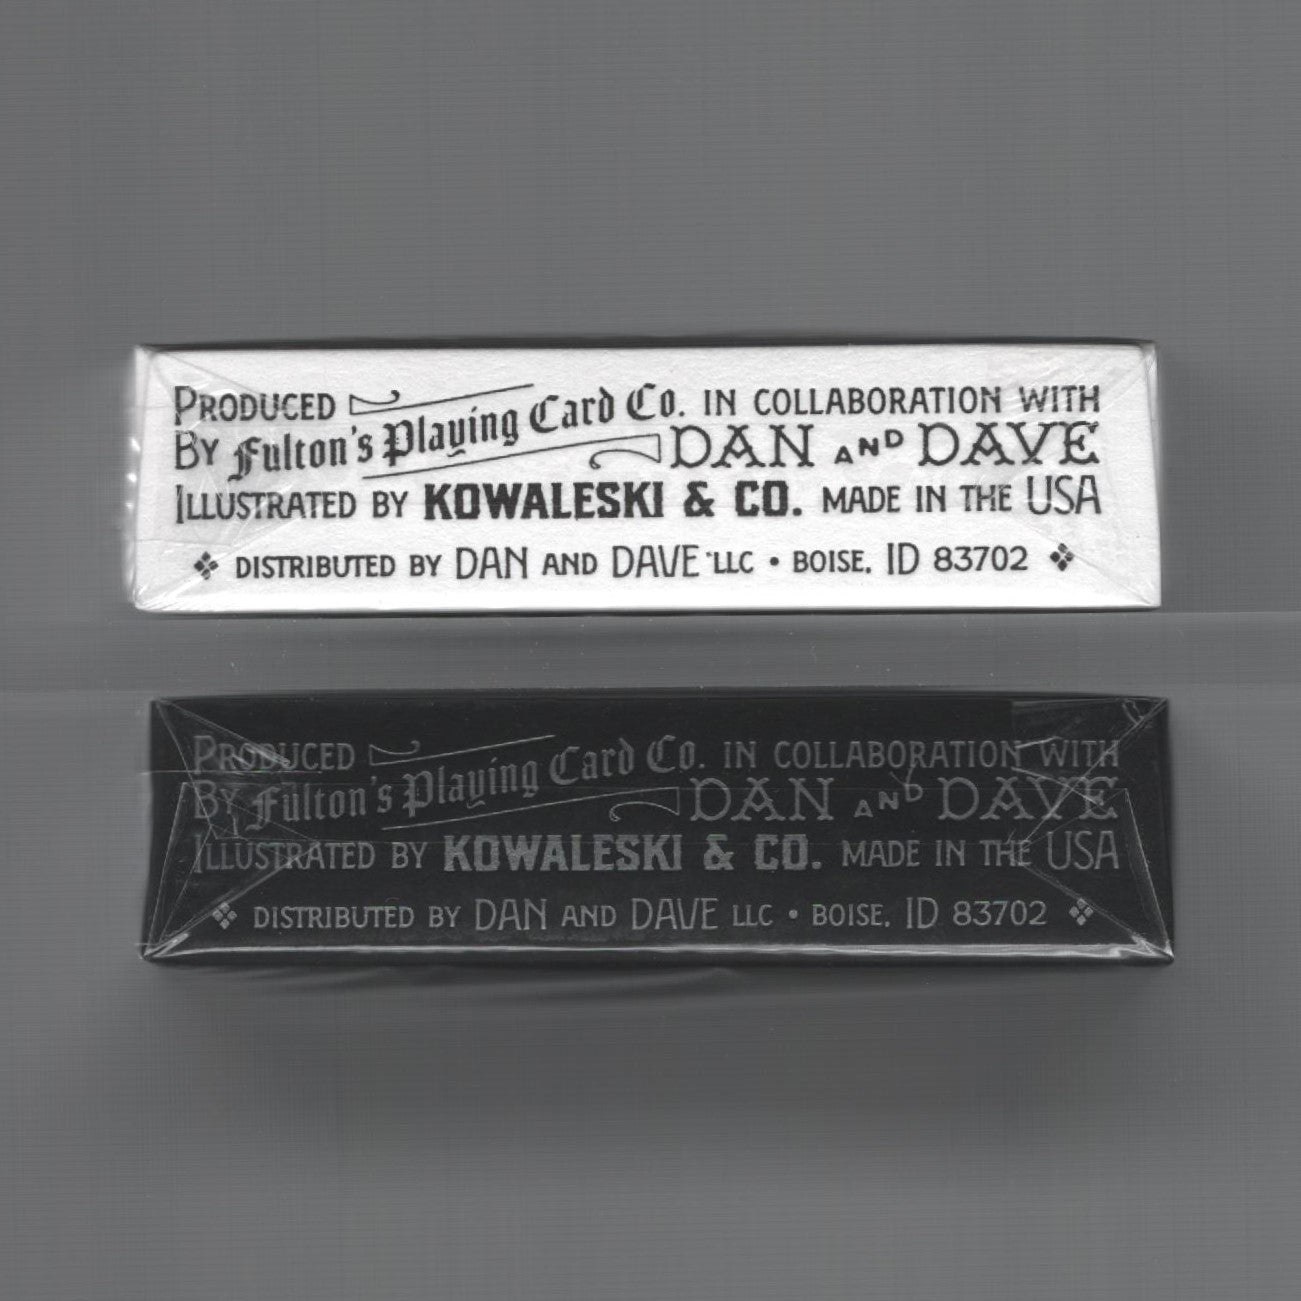 PRODUCED BY Fulton's Playing Card Co. IN COLLABORATION WITH
DAN AND DAVE
ILLUSTRATED BY KOWALESKI & CO. MADE IN THE USA
DISTRIBUTED BY DAN AND DAVE LLC • BOISE, ID 83702
PRODUCED BY Fulton's Playing Card Co. IN COLLABORATION WITH
DAN AND DAVE
ILLUSTRATED BY KOWALESKI & CO. MADE IN THE USA
DISTRIBUTED BY DAN AND DAVE LLC • BOISE, ID 83702